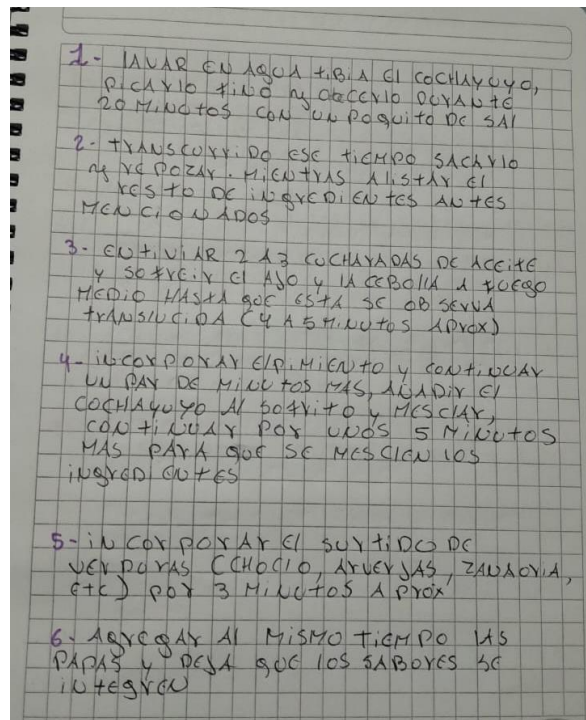 1- LAVAR EN AGUA TIBIA El COCHAYUYO,
PICARlO FINO Y COCERlO DURANTE
20 MINUTOS CON UN POQUITO DE SAl
2- TRANSCURRIDO ESE TIEMPO SACARlO
Y REPOZAR. MIENTRAS AlISTAR El
RESTO DE INGREDIENTES ANTES
MENCIONADOS
3- ENTIVIAR 2 A 3 CUCHARADAS DE ACEITE
Y SOFREIR El AJO Y lA CEBOllA A FUEGO
MEDIO HASTA QUE ESTA SE OBSERVA
TRANSlUCIDA (4 A 5 MINUTOS APROX)
4- INCORPORAR El PIMIENTO Y CONTINUAR
UN PAR DE MINUTOS MAS, AÑADIR El
COCHAYUYO Al SOFRITO Y MESClAR,
CONTINUAR POR UNOS 5 MINUTOS
MAS PARA QUE SE MESClEN lOS
INGREDIENTES
5- INCORPORAR El SURTIDO DE
VERDURAS (CHOClO, ARVERJAS, ZANAORIA,
ETC) POR 3 MINUTOS APROX
6. AGREGAR Al MISMO TIEMPO lAS
PAPAS Y DEJA QUE lOS SABORES SE
INTEGREN